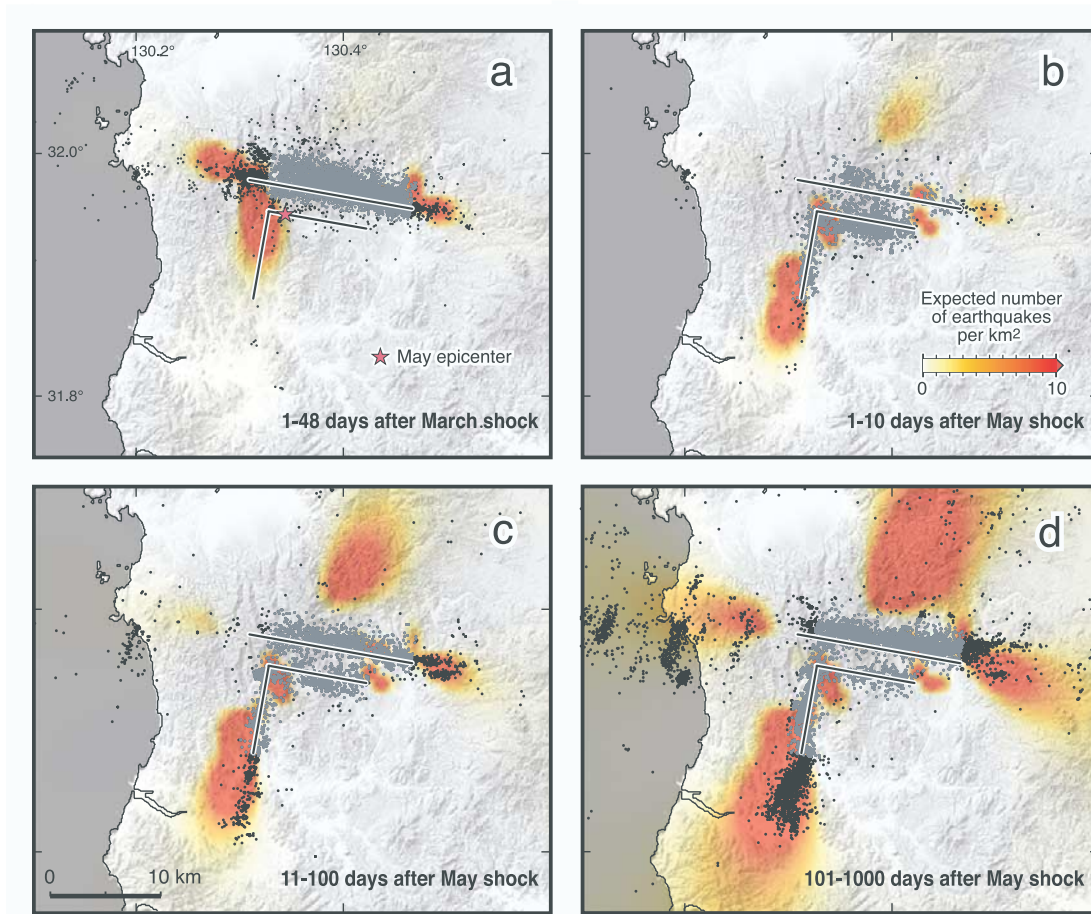 130.2°
130.4°
a
32.0°
31.8°
May epicenter
1-48 days after March shock
b
Expected number
of earthquakes
per km2
0
10
1-10 days after May shock
c
0
10 km
11-100 days after May shock
d
101-1000 days after May shock